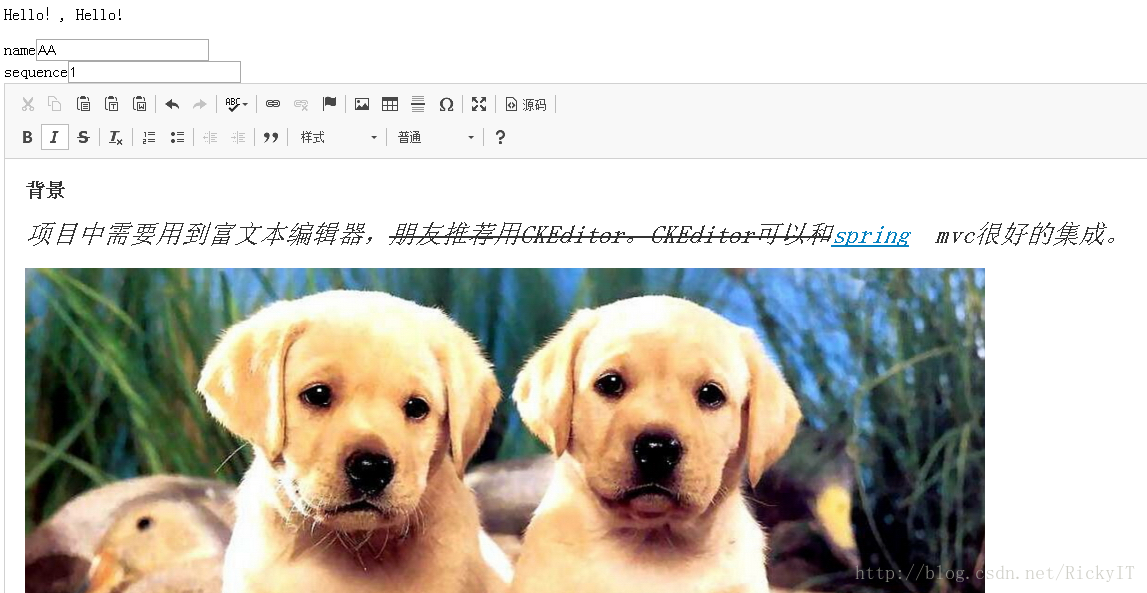 Hello! , Hello!
nameAA
sequence1
ABC
源码
B I S Ix 样式 普通 ?
背景
项目中需要用到富文本编辑器，朋友推荐用CKEditor。CKEditor可以和spring mvc很好的集成。
http://blog.csdn.net/RickyIT